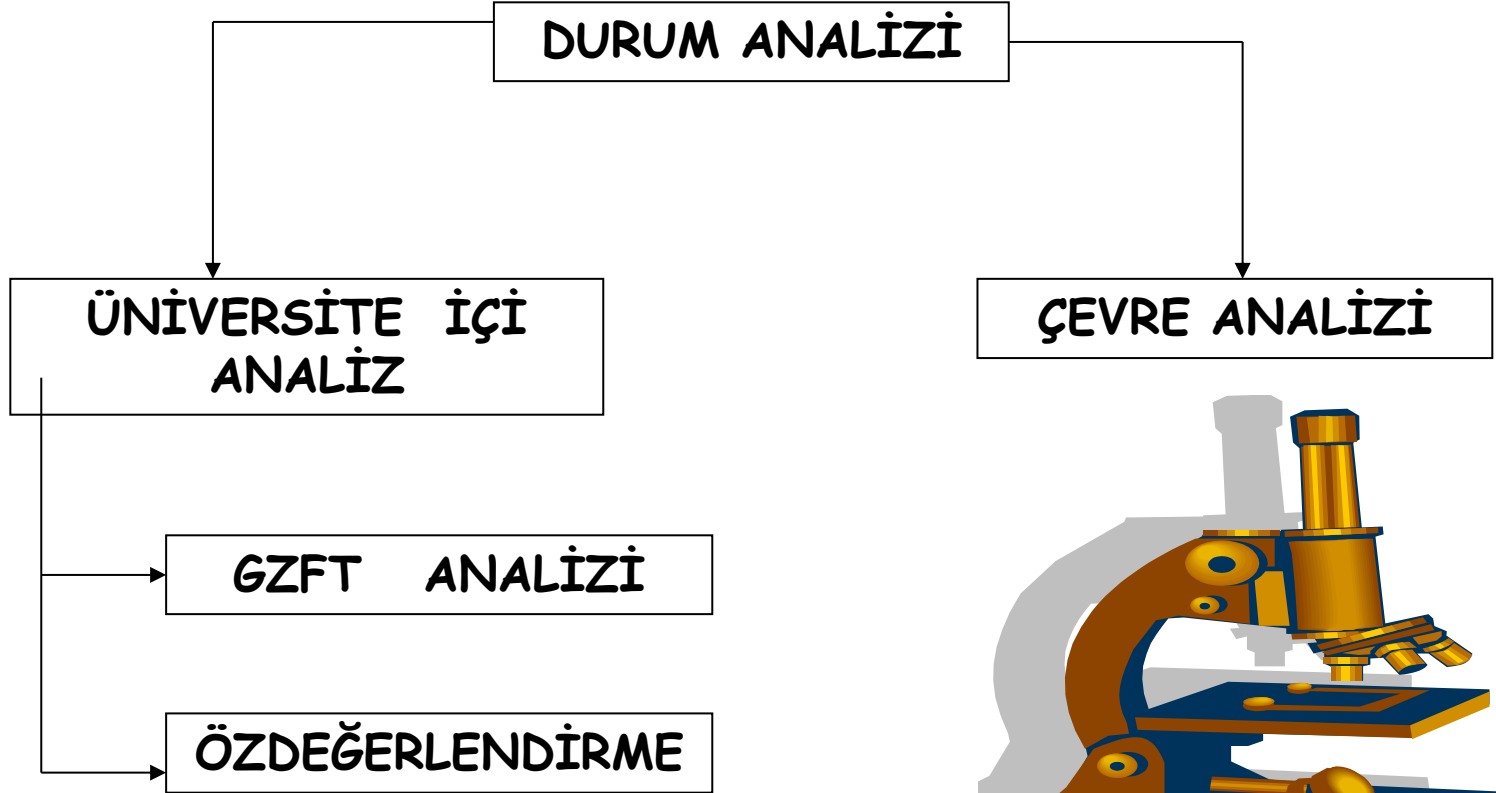 DURUM ANALİZİ
ÜNİVERSİTE İÇİ
ANALİZ
ÇEVRE ANALİZİ
GZFT ANALİZİ
ÖZDEĞERLENDİRME